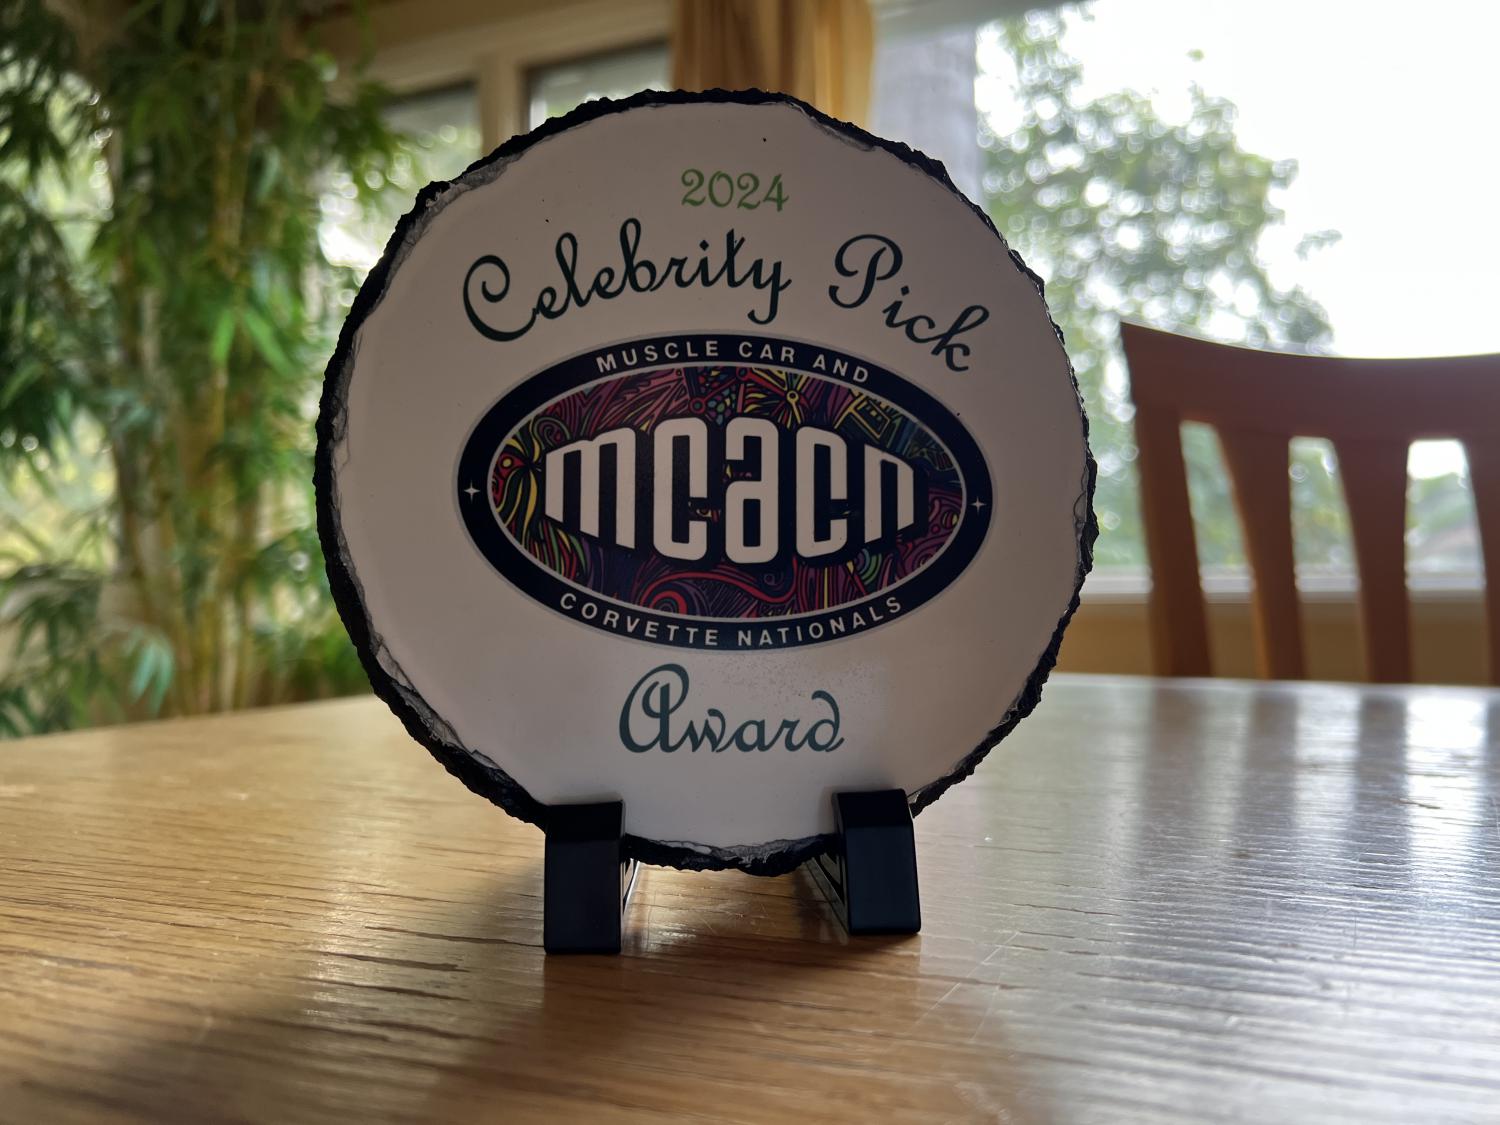 2024
Celebrity Pick
MUSCLE CAR AND
mcacn
CORVETTE NATIONALS
Award